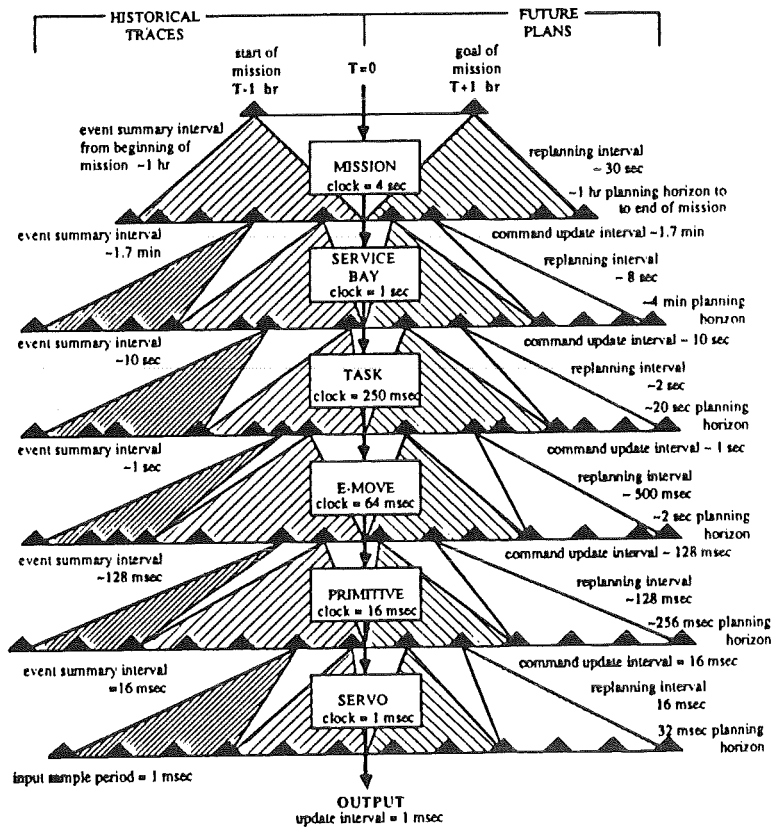 HISTORICAL
TRACES
FUTURE
PLANS
start of
mission
T-1 hr
T=0
goal of
mission
T+1 hr
event summary interval
from beginning of
mission ~1 hr
MISSION
clock = 4 sec
replanning interval
~ 30 sec
~1 hr planning horizon to
to end of mission
event summary interval
~1.7 min
command update interval ~1.7 min
SERVICE
BAY
clock = 1 sec
replanning interval
~ 8 sec
~4 min planning
horizon
event summary interval
~10 sec
command update interval ~ 10 sec
TASK
clock = 250 msec
replanning interval
~2 sec
~20 sec planning
horizon
event summary interval
~1 sec
command update interval ~ 1 sec
E-MOVE
clock = 64 msec
replanning interval
~ 500 msec
~2 sec planning
horizon
event summary interval
~128 msec
command update interval ~ 128 msec
PRIMITIVE
clock = 16 msec
replanning interval
~128 msec
~256 msec planning
horizon
event summary interval
=16 msec
command update interval = 16 msec
SERVO
clock = 1 msec
replanning interval
16 msec
32 msec planning
horizon
input sample period = 1 msec
OUTPUT
update interval = 1 msec